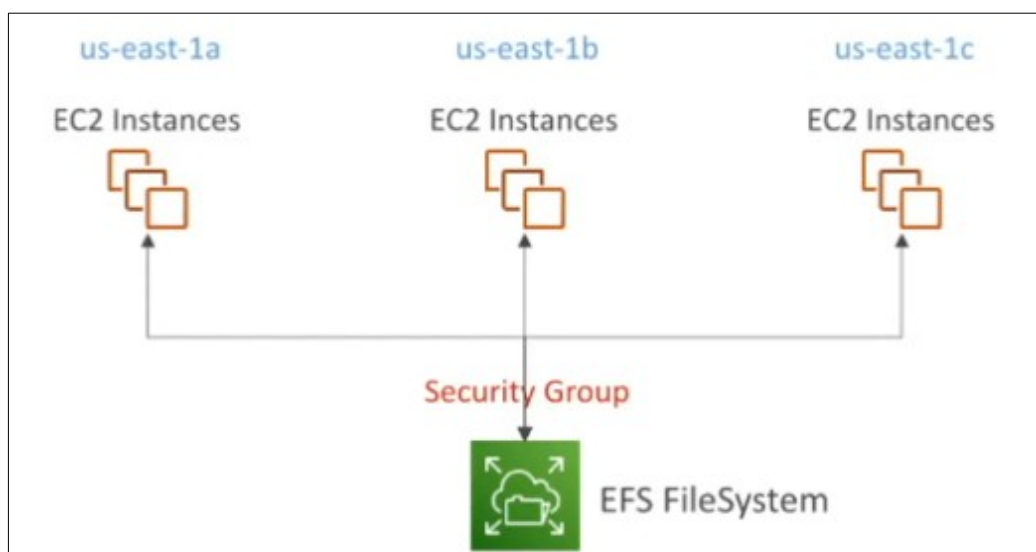 us-east-1a us-east-1b us-east-1c
EC2 Instances EC2 Instances EC2 Instances
Security Group
EFS FileSystem